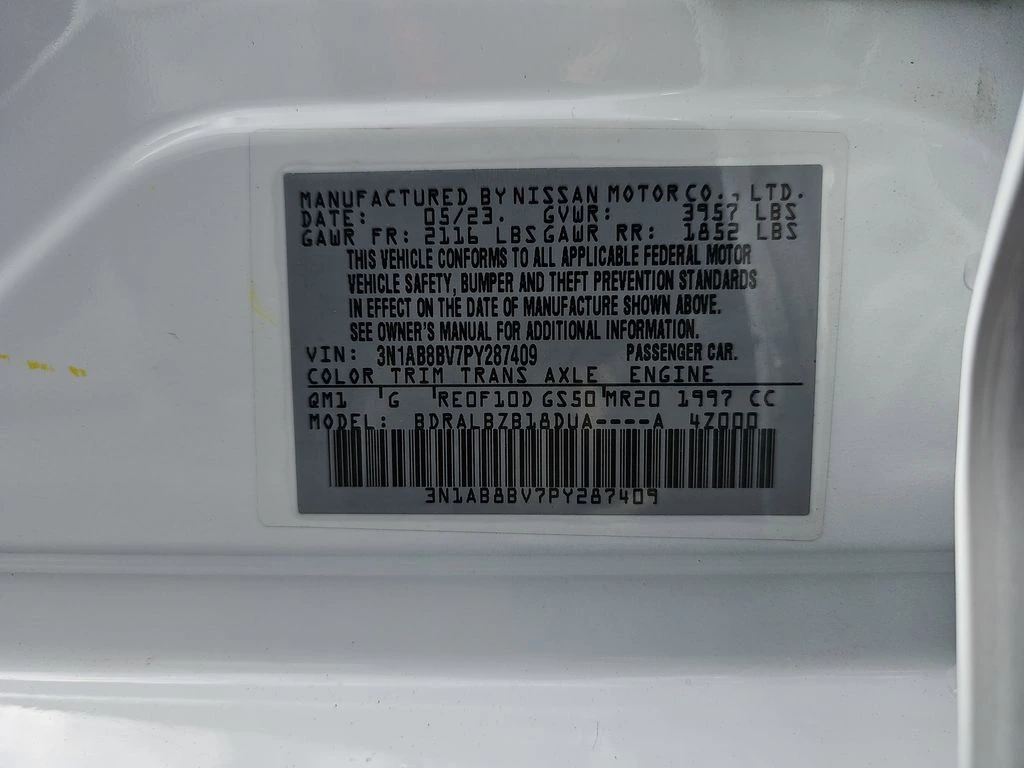 MANUFACTURED BY NISSAN MOTOR CO., LTD.
DATE: 05/23. GVWR: 3957 LBS
GAWR FR: 2116 LBS GAWR RR: 1852 LBS
THIS VEHICLE CONFORMS TO ALL APPLICABLE FEDERAL MOTOR
VEHICLE SAFETY, BUMPER AND THEFT PREVENTION STANDARDS
IN EFFECT ON THE DATE OF MANUFACTURE SHOWN ABOVE.
SEE OWNER'S MANUAL FOR ADDITIONAL INFORMATION.
VIN: 3N1AB8BV7PY287409 PASSENGER CAR.
COLOR TRIM TRANS AXLE ENGINE
QM1 G RE0F10D GS50 MR20 1997 CC
MODEL: BDRALBZB18DUA----A 4Z000
3N1AB8BV7PY287409